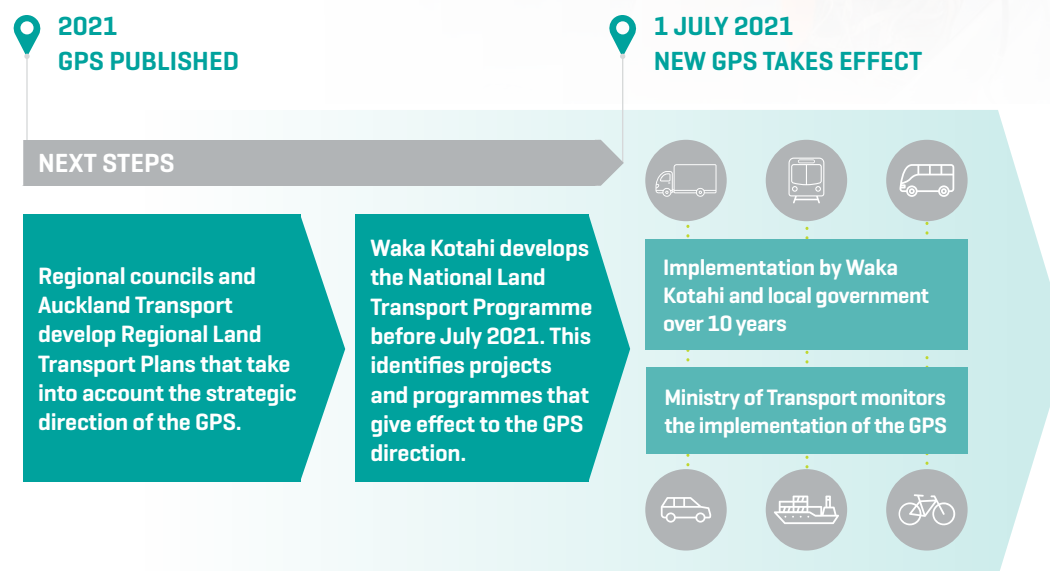 2021
GPS PUBLISHED
1 JULY 2021
NEW GPS TAKES EFFECT
NEXT STEPS
Regional councils and
Auckland Transport
develop Regional Land
Transport Plans that take
into account the strategic
direction of the GPS.
Waka Kotahi develops
the National Land
Transport Programme
before July 2021. This
identifies projects
and programmes that
give effect to the GPS
direction.
Implementation by Waka
Kotahi and local government
over 10 years
Ministry of Transport monitors
the implementation of the GPS